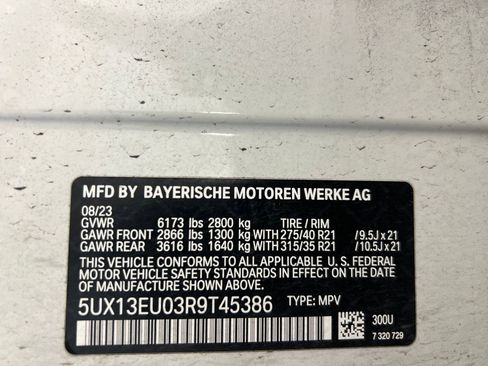 MFD BY BAYERISCHE MOTOREN WERKE AG
08/23
GVWR 6173 lbs 2800 kg TIRE / RIM
GAWR FRONT 2866 lbs 1300 kg WITH 275/40 R21 / 9.5J x 21
GAWR REAR 3616 lbs 1640 kg WITH 315/35 R21 / 10.5J x 21
THIS VEHICLE CONFORMS TO ALL APPLICABLE U. S. FEDERAL
MOTOR VEHICLE SAFETY STANDARDS IN EFFECT ON THE DATE OF
MANUFACTURE SHOWN ABOVE.
5UX13EU03R9T45386 TYPE: MPV
300U
7 320 729